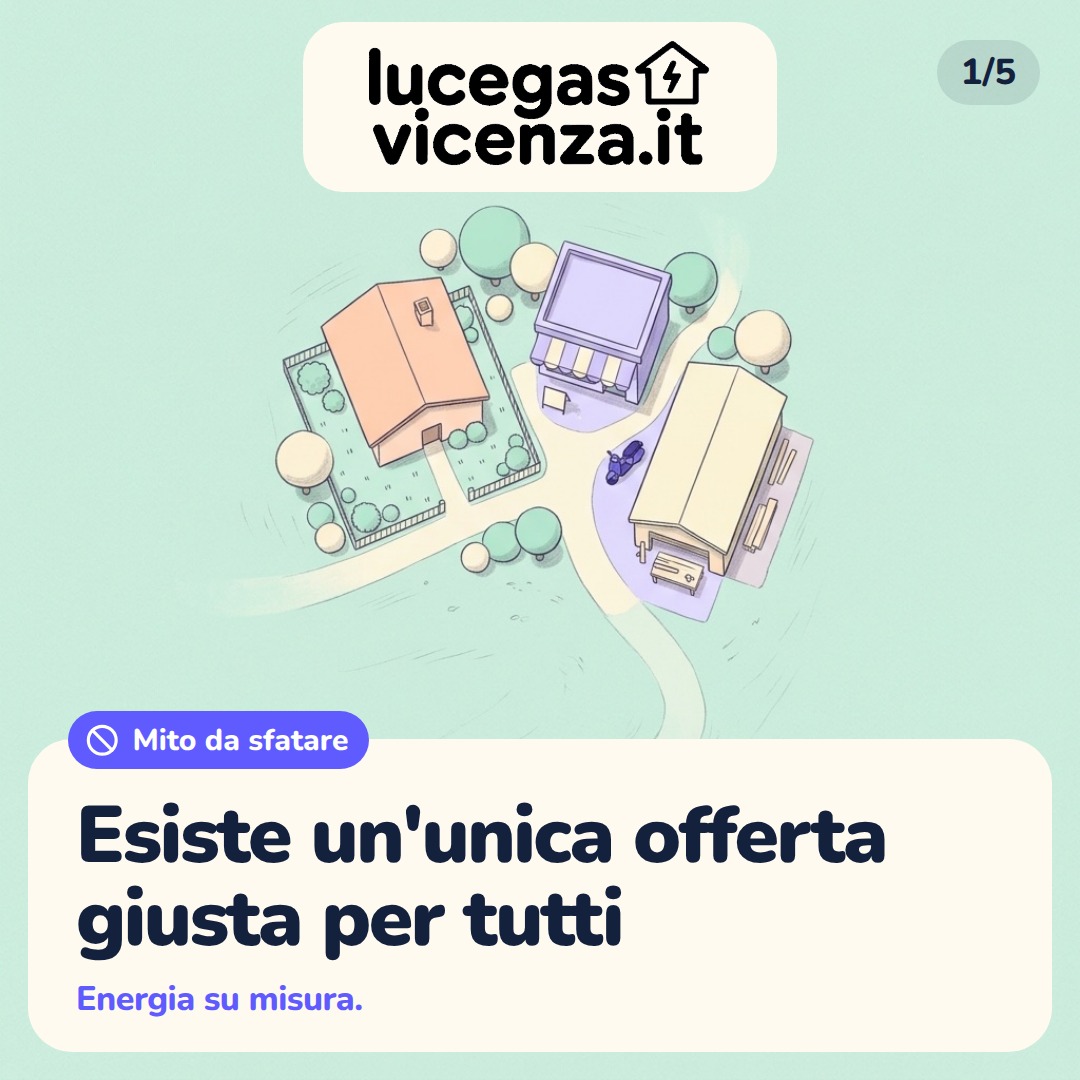 lucegas
vicenza.it
1/5
Mito da sfatare
Esiste un'unica offerta
giusta per tutti
Energia su misura.